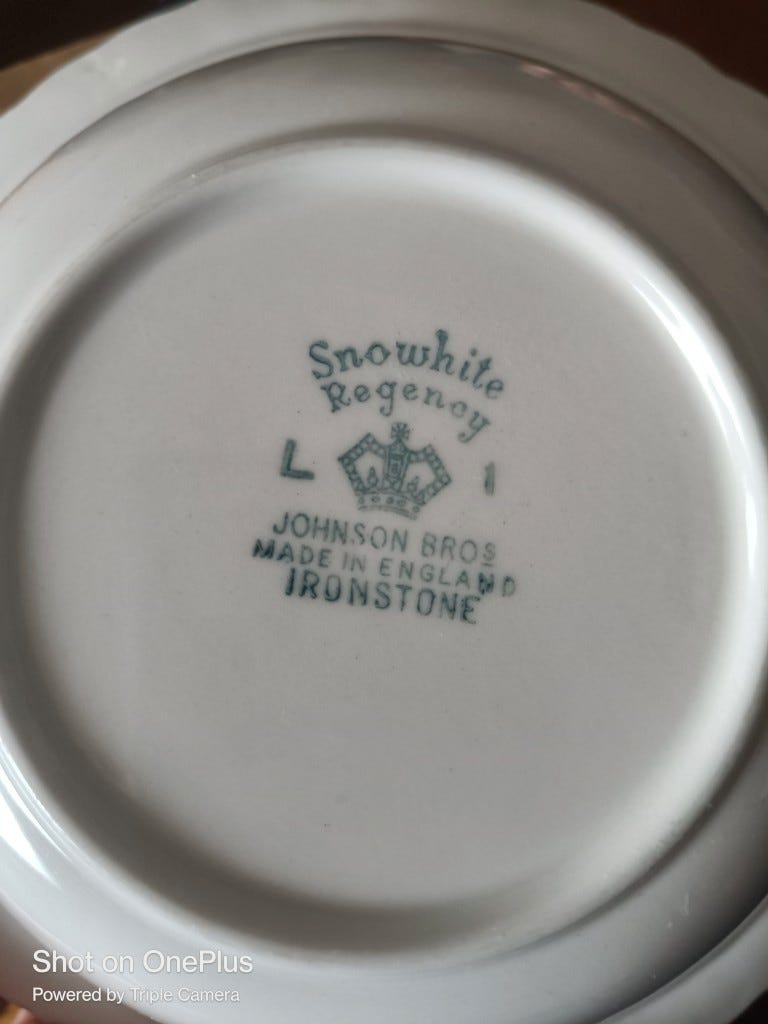 Snowhite
Regency
L 1
JOHNSON BROS
MADE IN ENGLAND
IRONSTONE
Shot on OnePlus
Powered by Triple Camera